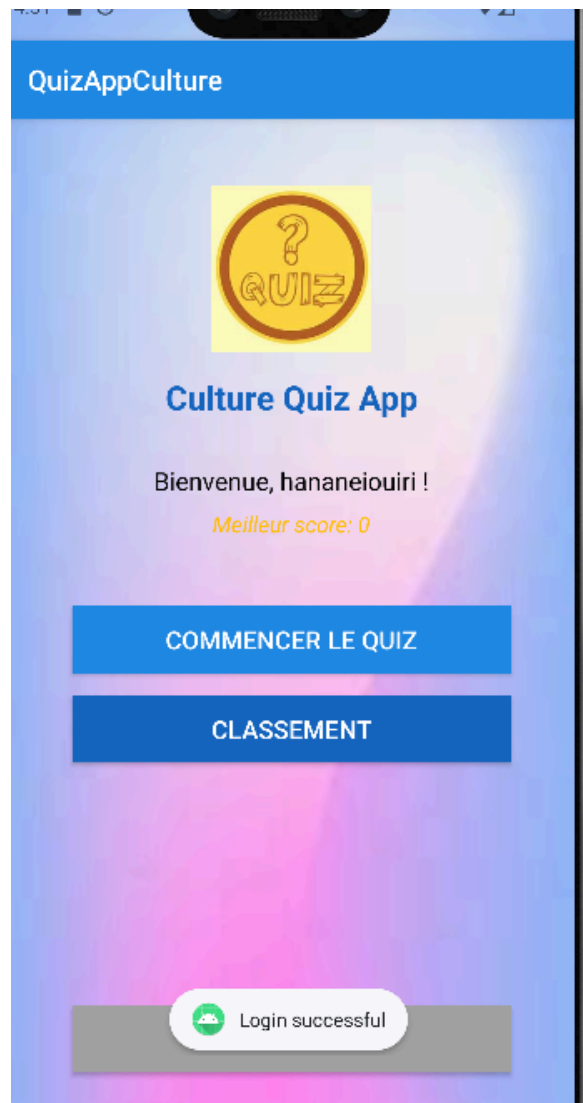 QuizAppCulture
?
QUIZ
Culture Quiz App
Bienvenue, hananeiouiri !
Meilleur score: 0
COMMENCER LE QUIZ
CLASSEMENT
Login successful